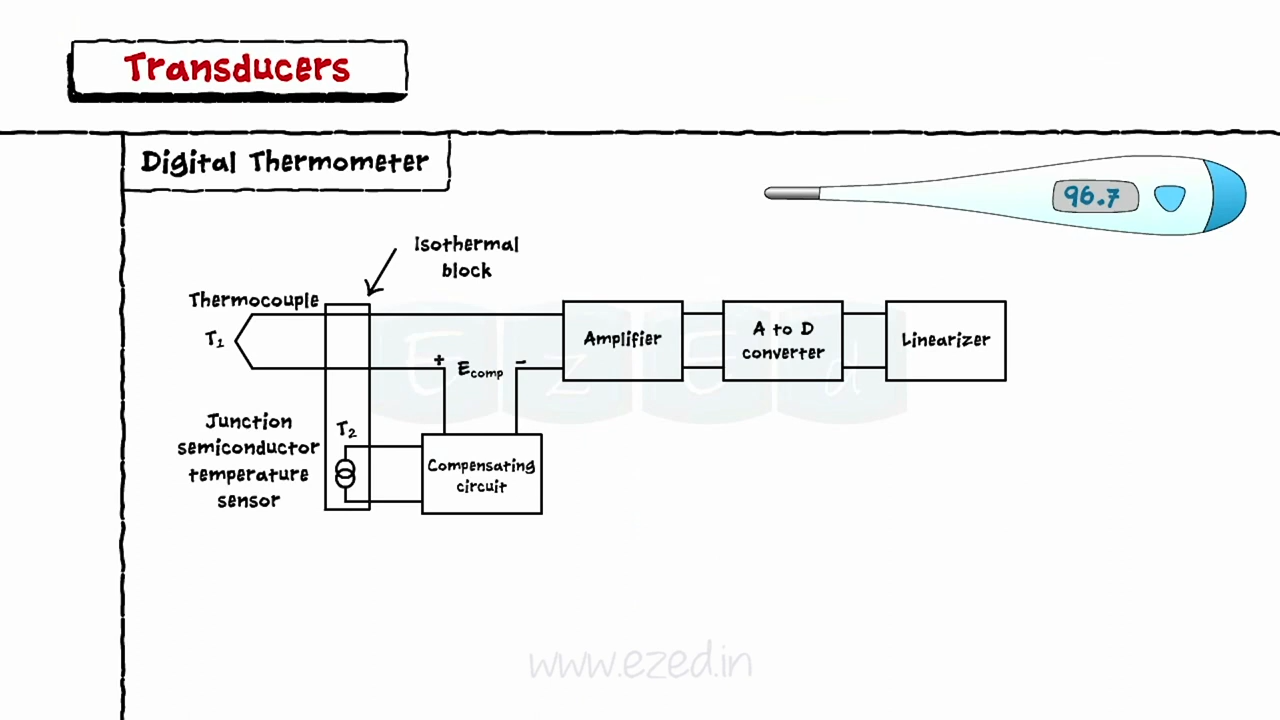 Transducers
Digital Thermometer
96.7
Isothermal
block
Thermocouple
T1
Amplifier
A to D
converter
Linearizer
+
Ecomp
–
Junction
semiconductor
temperature
sensor
T2
Compensating
circuit
EzEd
www.ezed.in